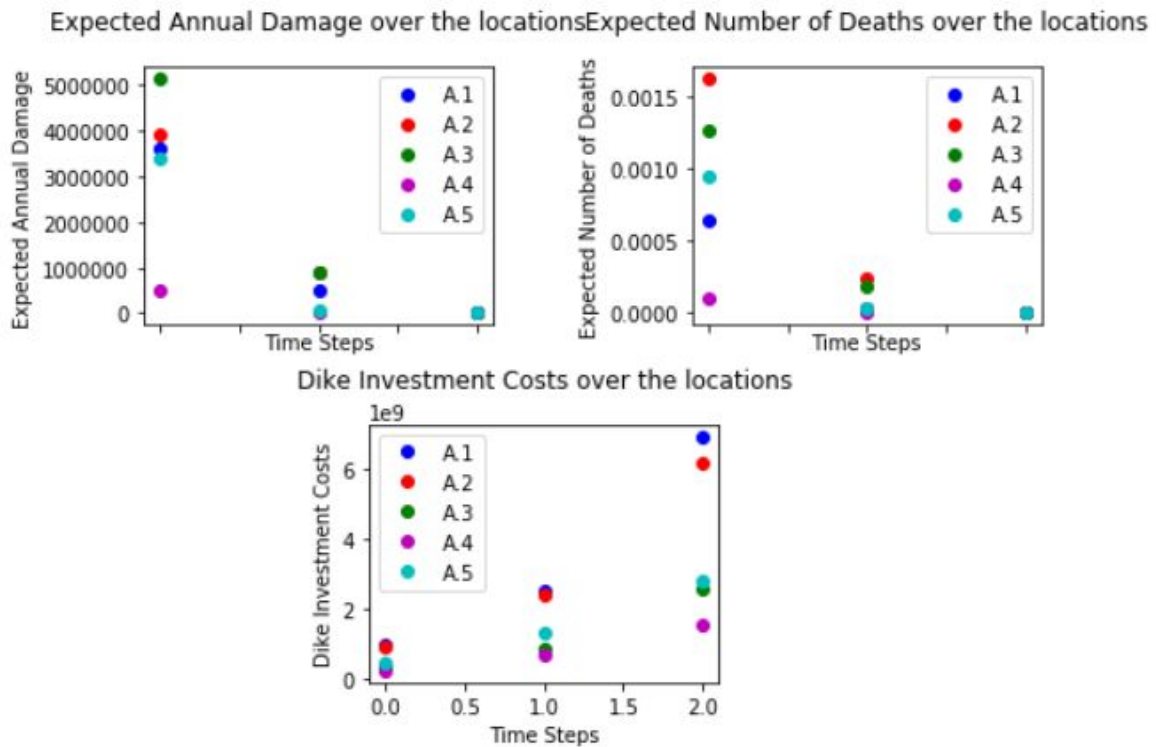 Expected Annual Damage over the locations
Expected Annual Damage
5000000
4000000
3000000
2000000
1000000
0
A.1
A.2
A.3
A.4
A.5
Time Steps
Expected Number of Deaths over the locations
Expected Number of Deaths
0.0015
0.0010
0.0005
0.0000
A.1
A.2
A.3
A.4
A.5
Time Steps
Dike Investment Costs over the locations
1e9
Dike Investment Costs
6
4
2
0
A.1
A.2
A.3
A.4
A.5
0.0 0.5 1.0 1.5 2.0
Time Steps